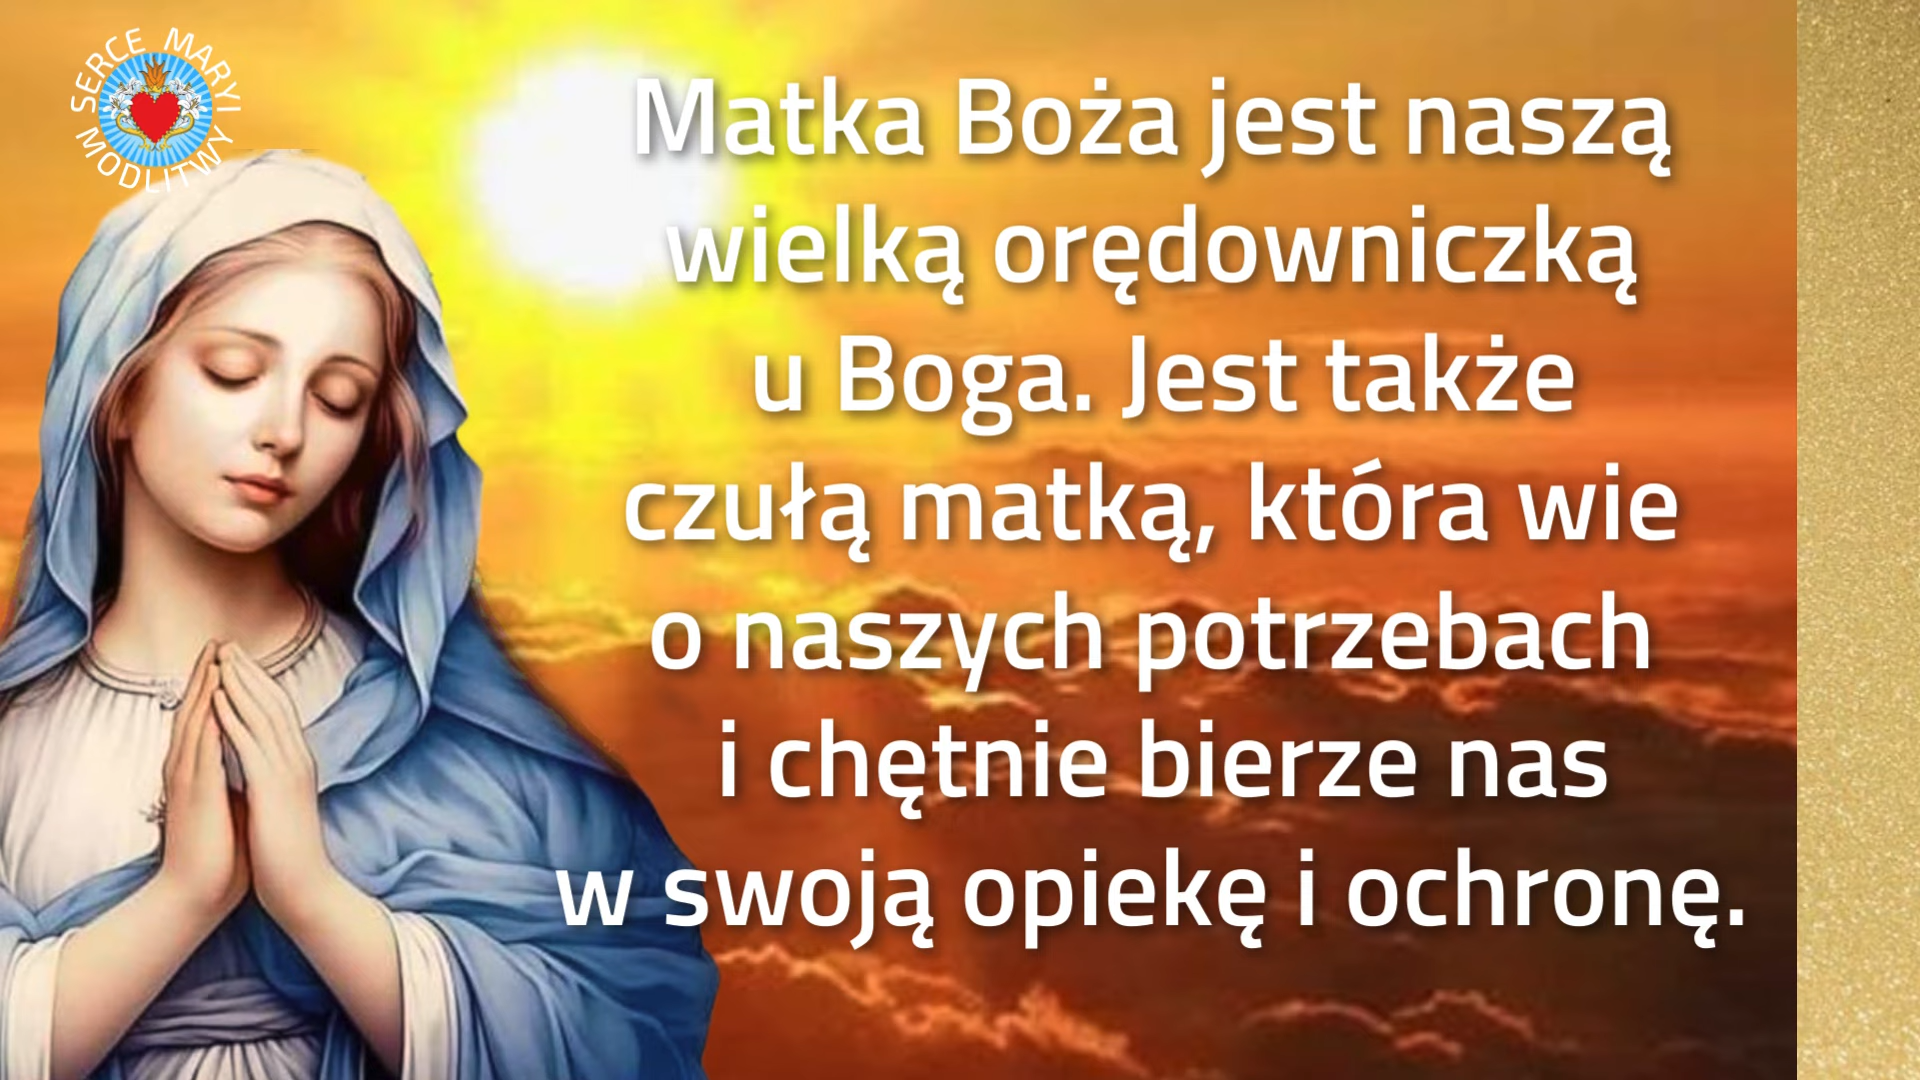 SERCE MARYI
MODLITWY
Matka Boża jest naszą
wielką orędowniczką
u Boga. Jest także
czułą matką, która wie
o naszych potrzebach
i chętnie bierze nas
w swoją opiekę i ochronę.